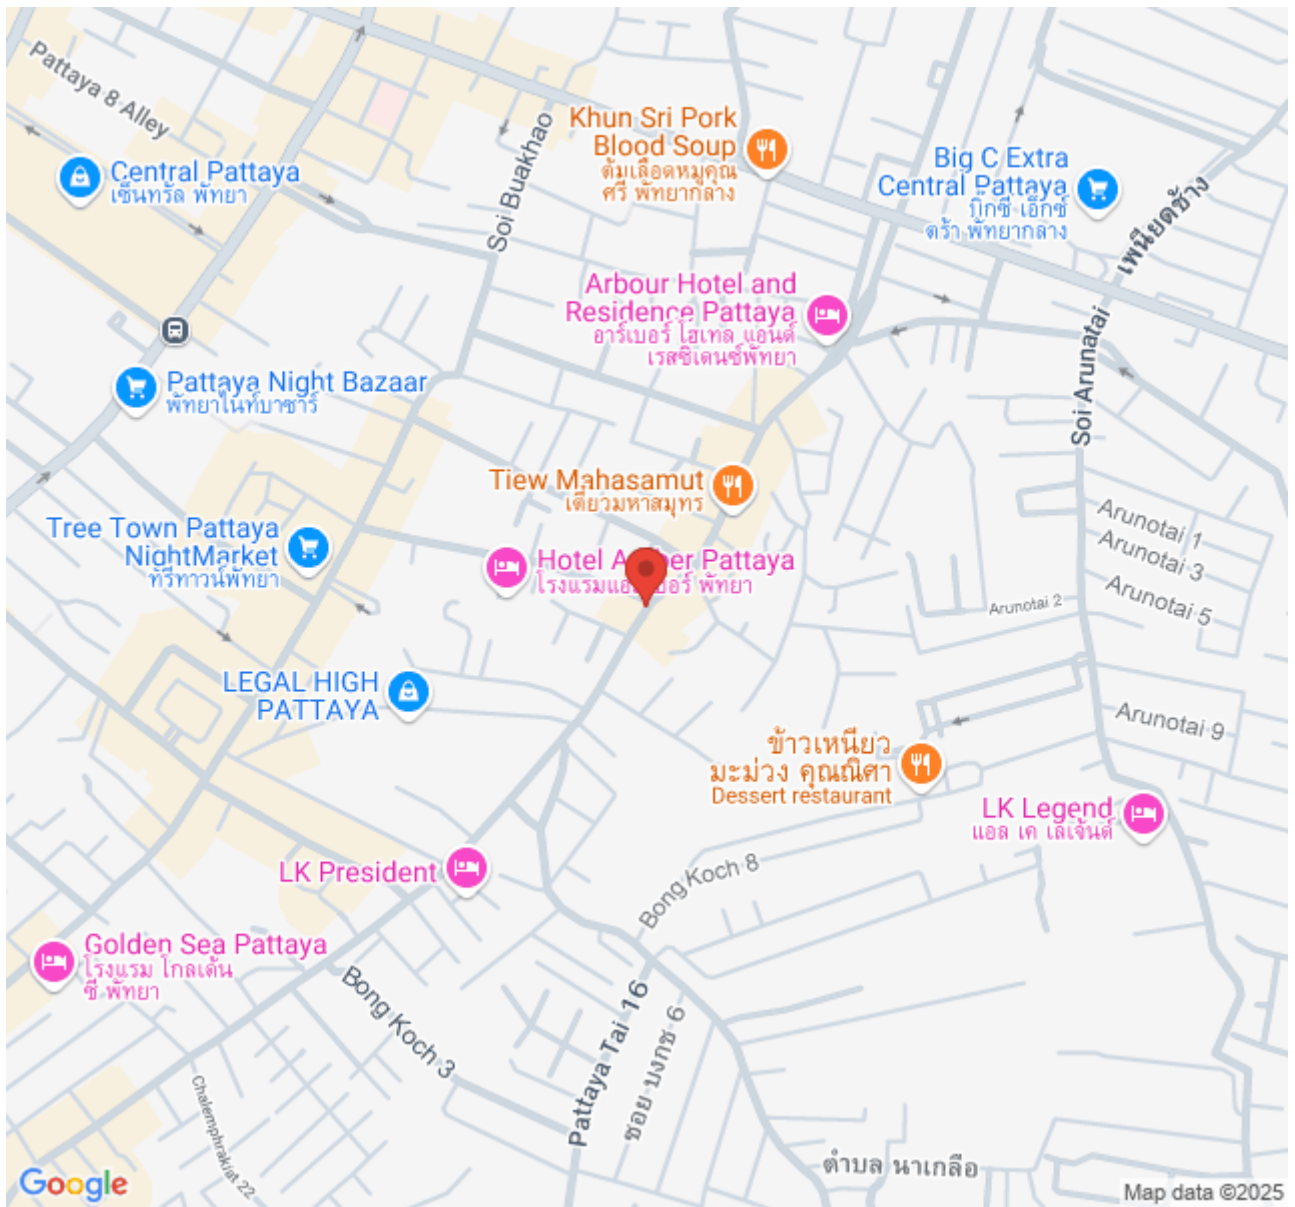 Pattaya 8 Alley
Central Pattaya
เซ็นทรัล พัทยา
Soi Buakhao
Khun Sri Pork
Blood Soup
ต้มเลือดหมูคุณ
ศรี พัทยากลาง
Big C Extra
Central Pattaya
บิ๊กซี เอ็กซ์
ตร้า พัทยากลาง
เพนียดช้าง
Arbour Hotel and
Residence Pattaya
อาร์เบอร์ โฮเทล แอนด์
เรสซิเดนซ์พัทยา
Soi Arunatai
Pattaya Night Bazaar
พัทยาไนท์บาซาร์
Tiew Mahasamut
เตี๋ยวมหาสมุทร
Tree Town Pattaya
NightMarket
ทรีทาวน์พัทยา
Hotel Pattaya
โรงแรม พัทยา
Arunotai 1
Arunotai 3
Arunotai 5
Arunotai 2
LEGAL HIGH
PATTAYA
Arunotai 9
ข้าวเหนียว
มะม่วง คุณณิศา
Dessert restaurant
LK Legend
แอล เค เลเจ้นด์
LK President
Bong Koch 8
Golden Sea Pattaya
โรงแรม โกลเด้น
ซี พัทยา
Bong Koch 3
Pattaya Tai 16
ซอย บงกช 6
Chalermphrakiat 22
ตำบล นาเกลือ
Google
Map data ©2025